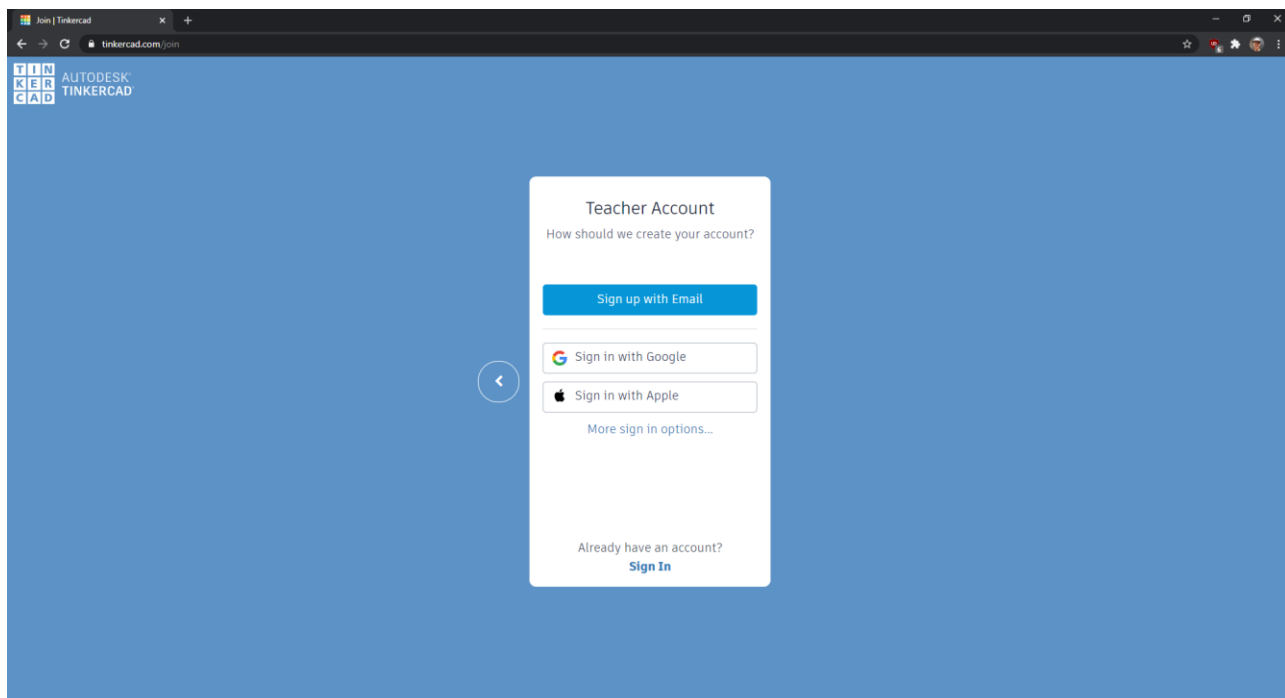 Join | Tinkercad
tinkercad.com/join
TIN
KER
CAD
AUTODESK®
TINKERCAD®
Teacher Account
How should we create your account?
Sign up with Email
Sign in with Google
Sign in with Apple
More sign in options...
Already have an account?
Sign In